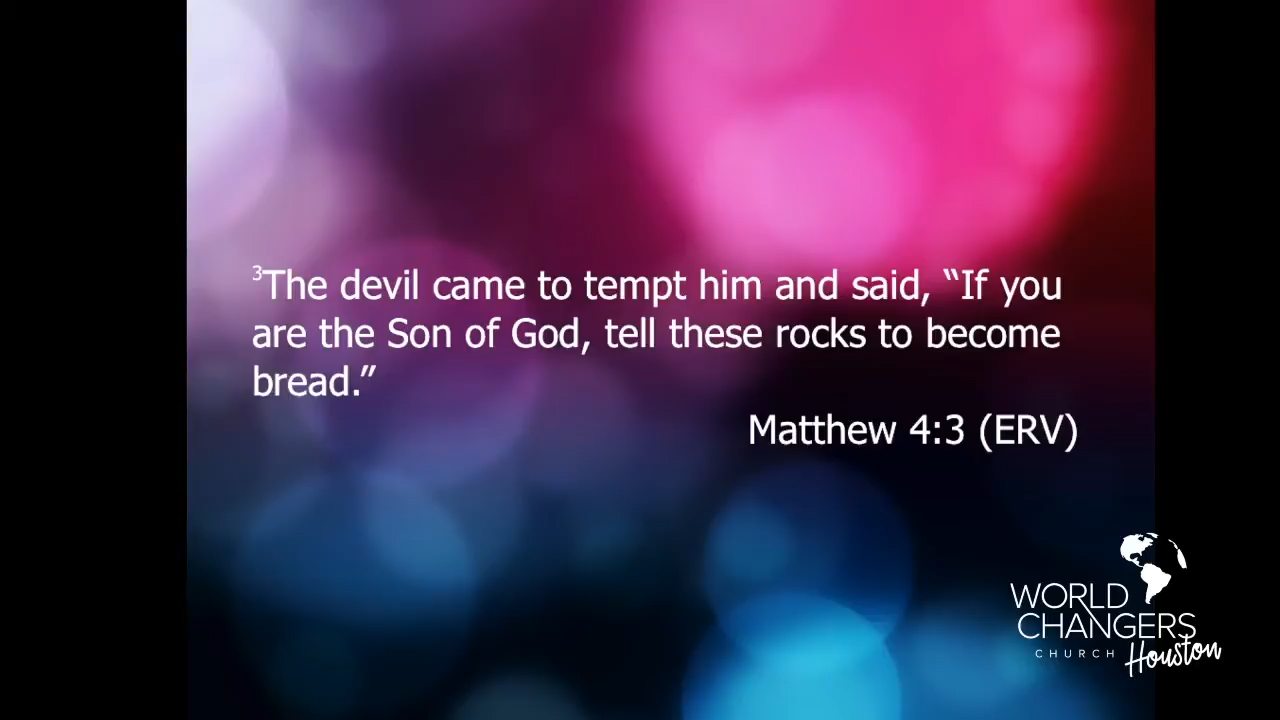 ³The devil came to tempt him and said, “If you
are the Son of God, tell these rocks to become
bread.”
Matthew 4:3 (ERV)
WORLD
CHANGERS
CHURCH Houston